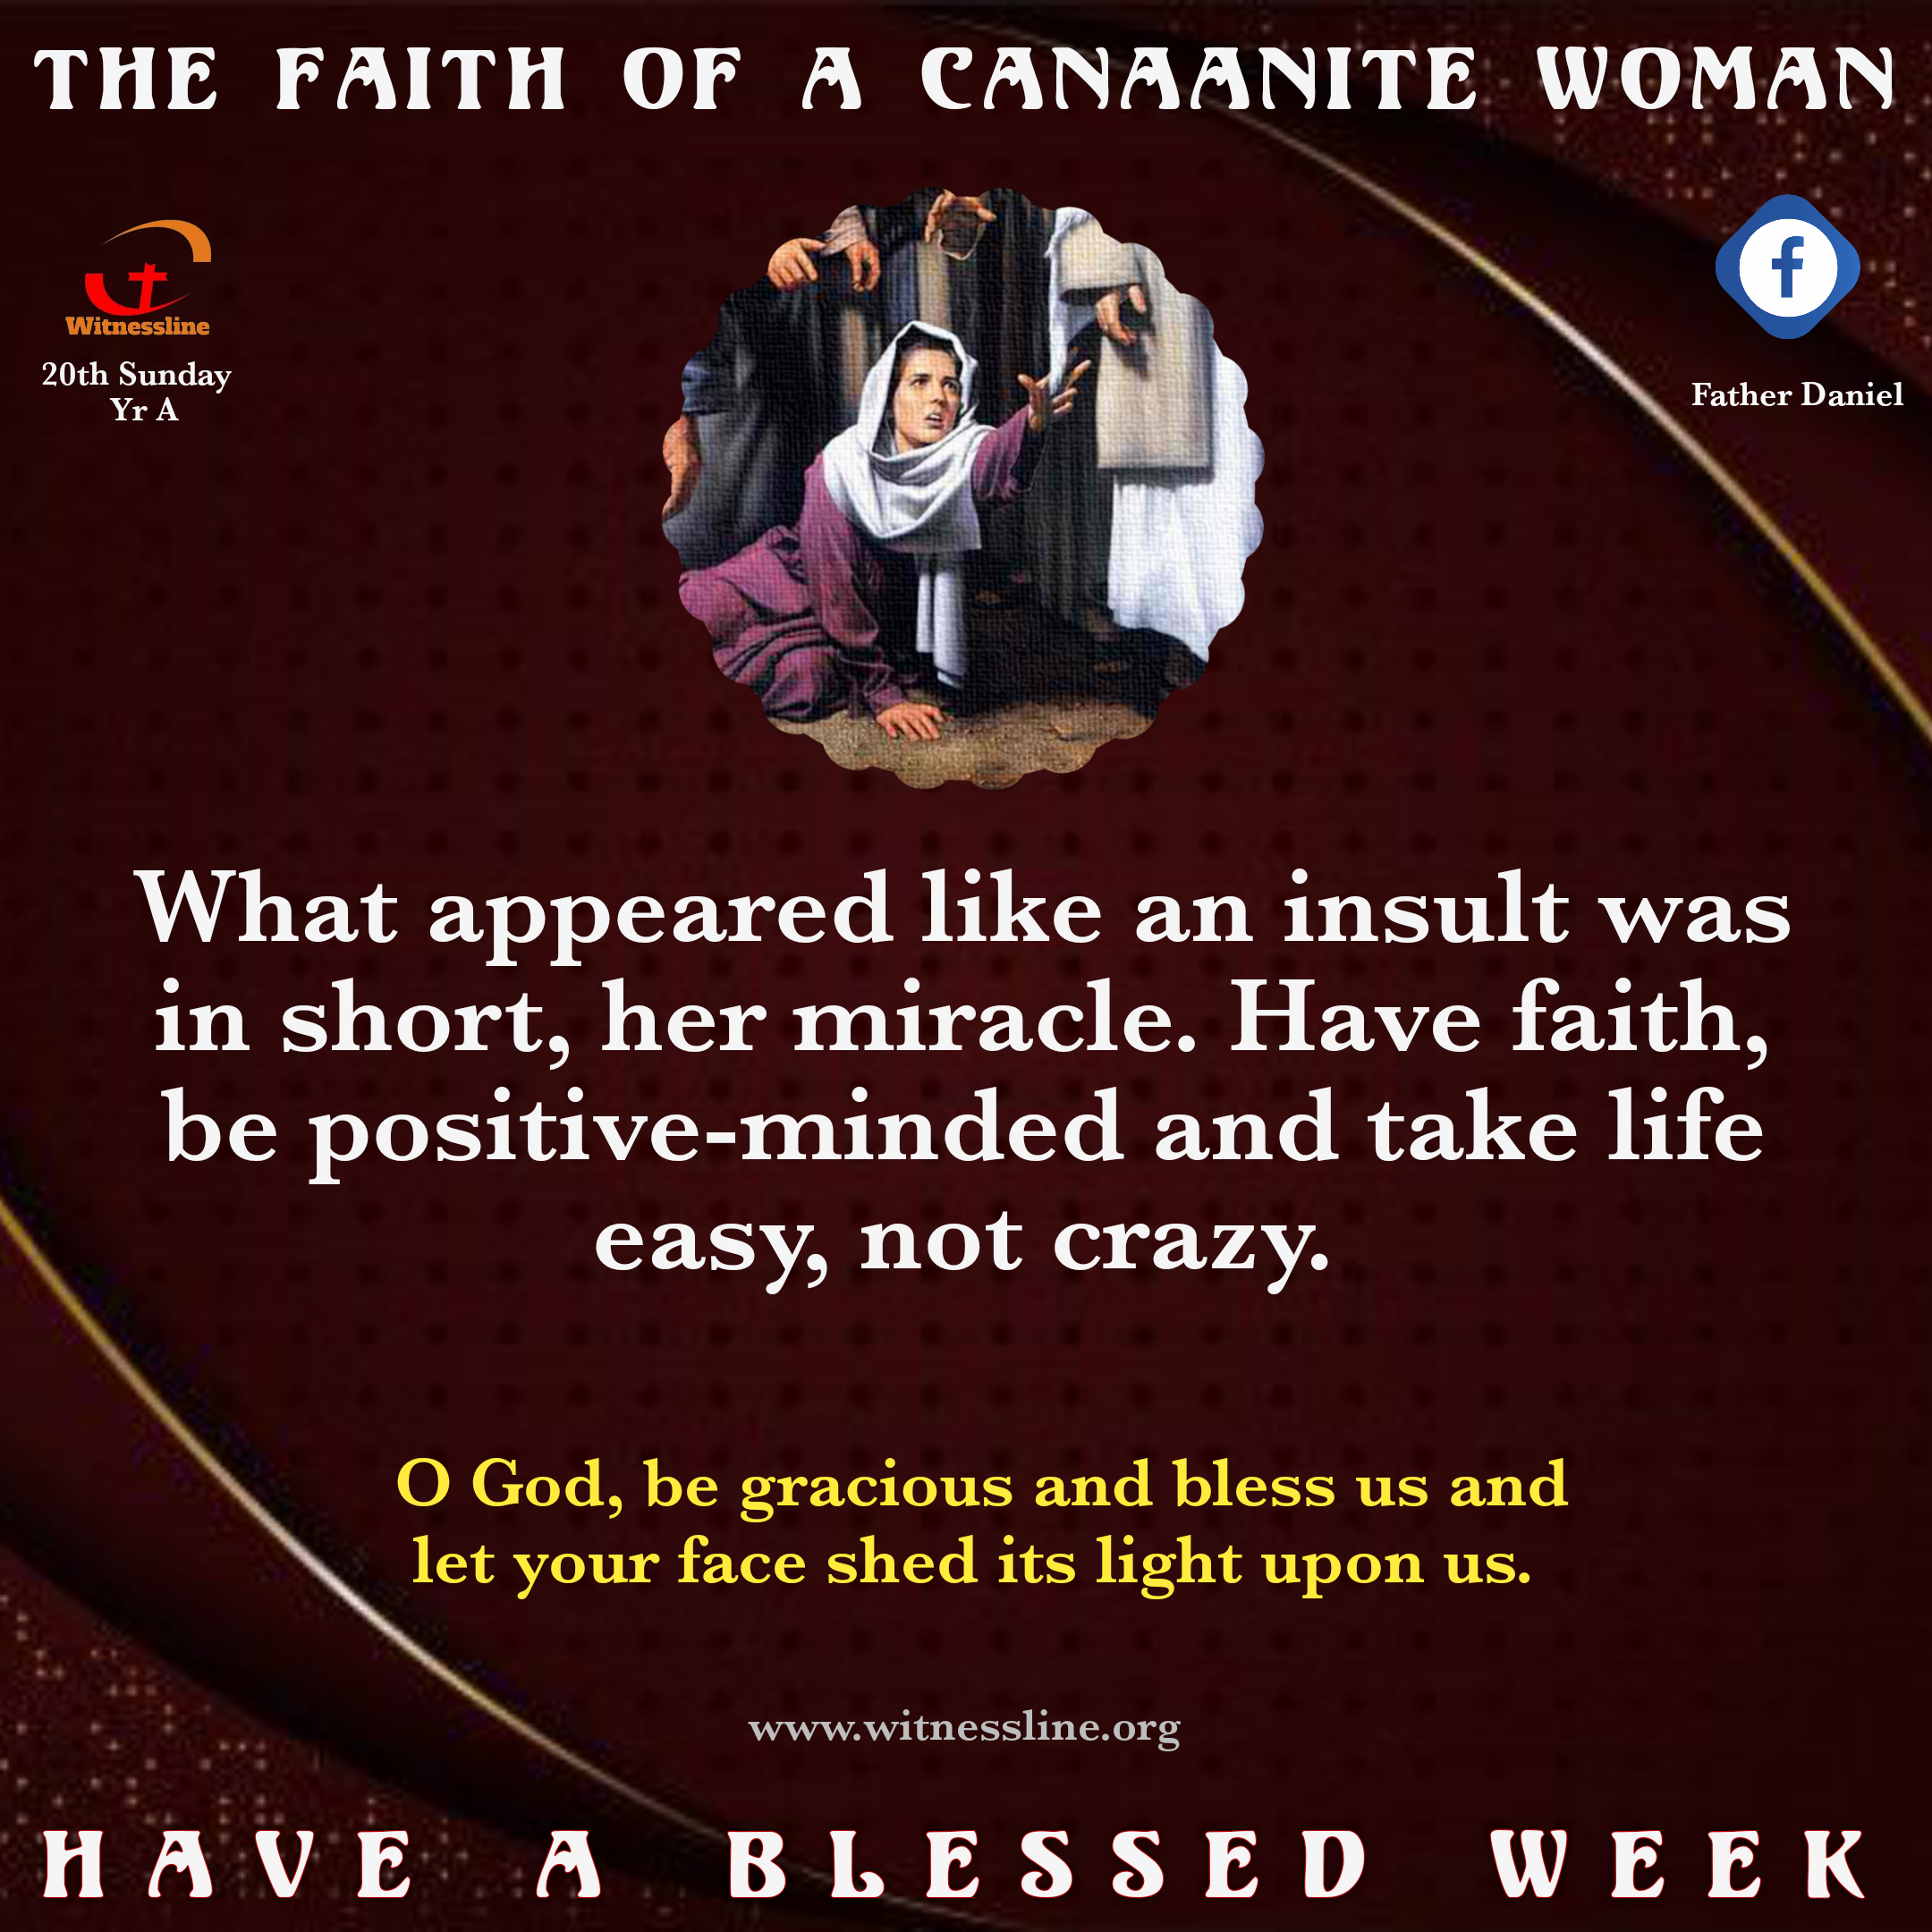 THE FAITH OF A CANAANITE WOMAN
Witnessline
20th Sunday
Yr A
f
Father Daniel
What appeared like an insult was
in short, her miracle. Have faith,
be positive-minded and take life
easy, not crazy.
O God, be gracious and bless us and
let your face shed its light upon us.
www.witnessline.org
HAVE A BLESSED WEEK